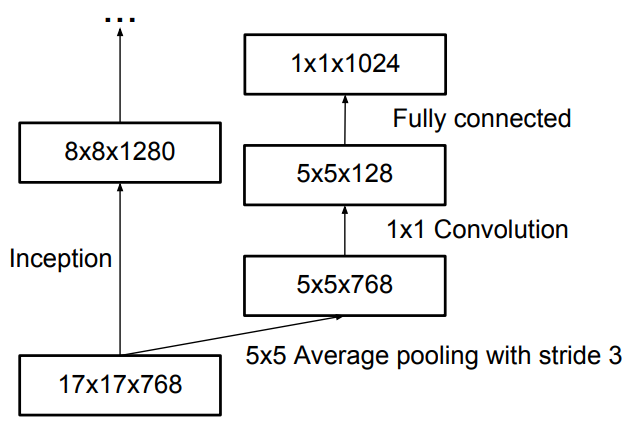 ...
1x1x1024
Fully connected
8x8x1280
5x5x128
1x1 Convolution
Inception
5x5x768
5x5 Average pooling with stride 3
17x17x768